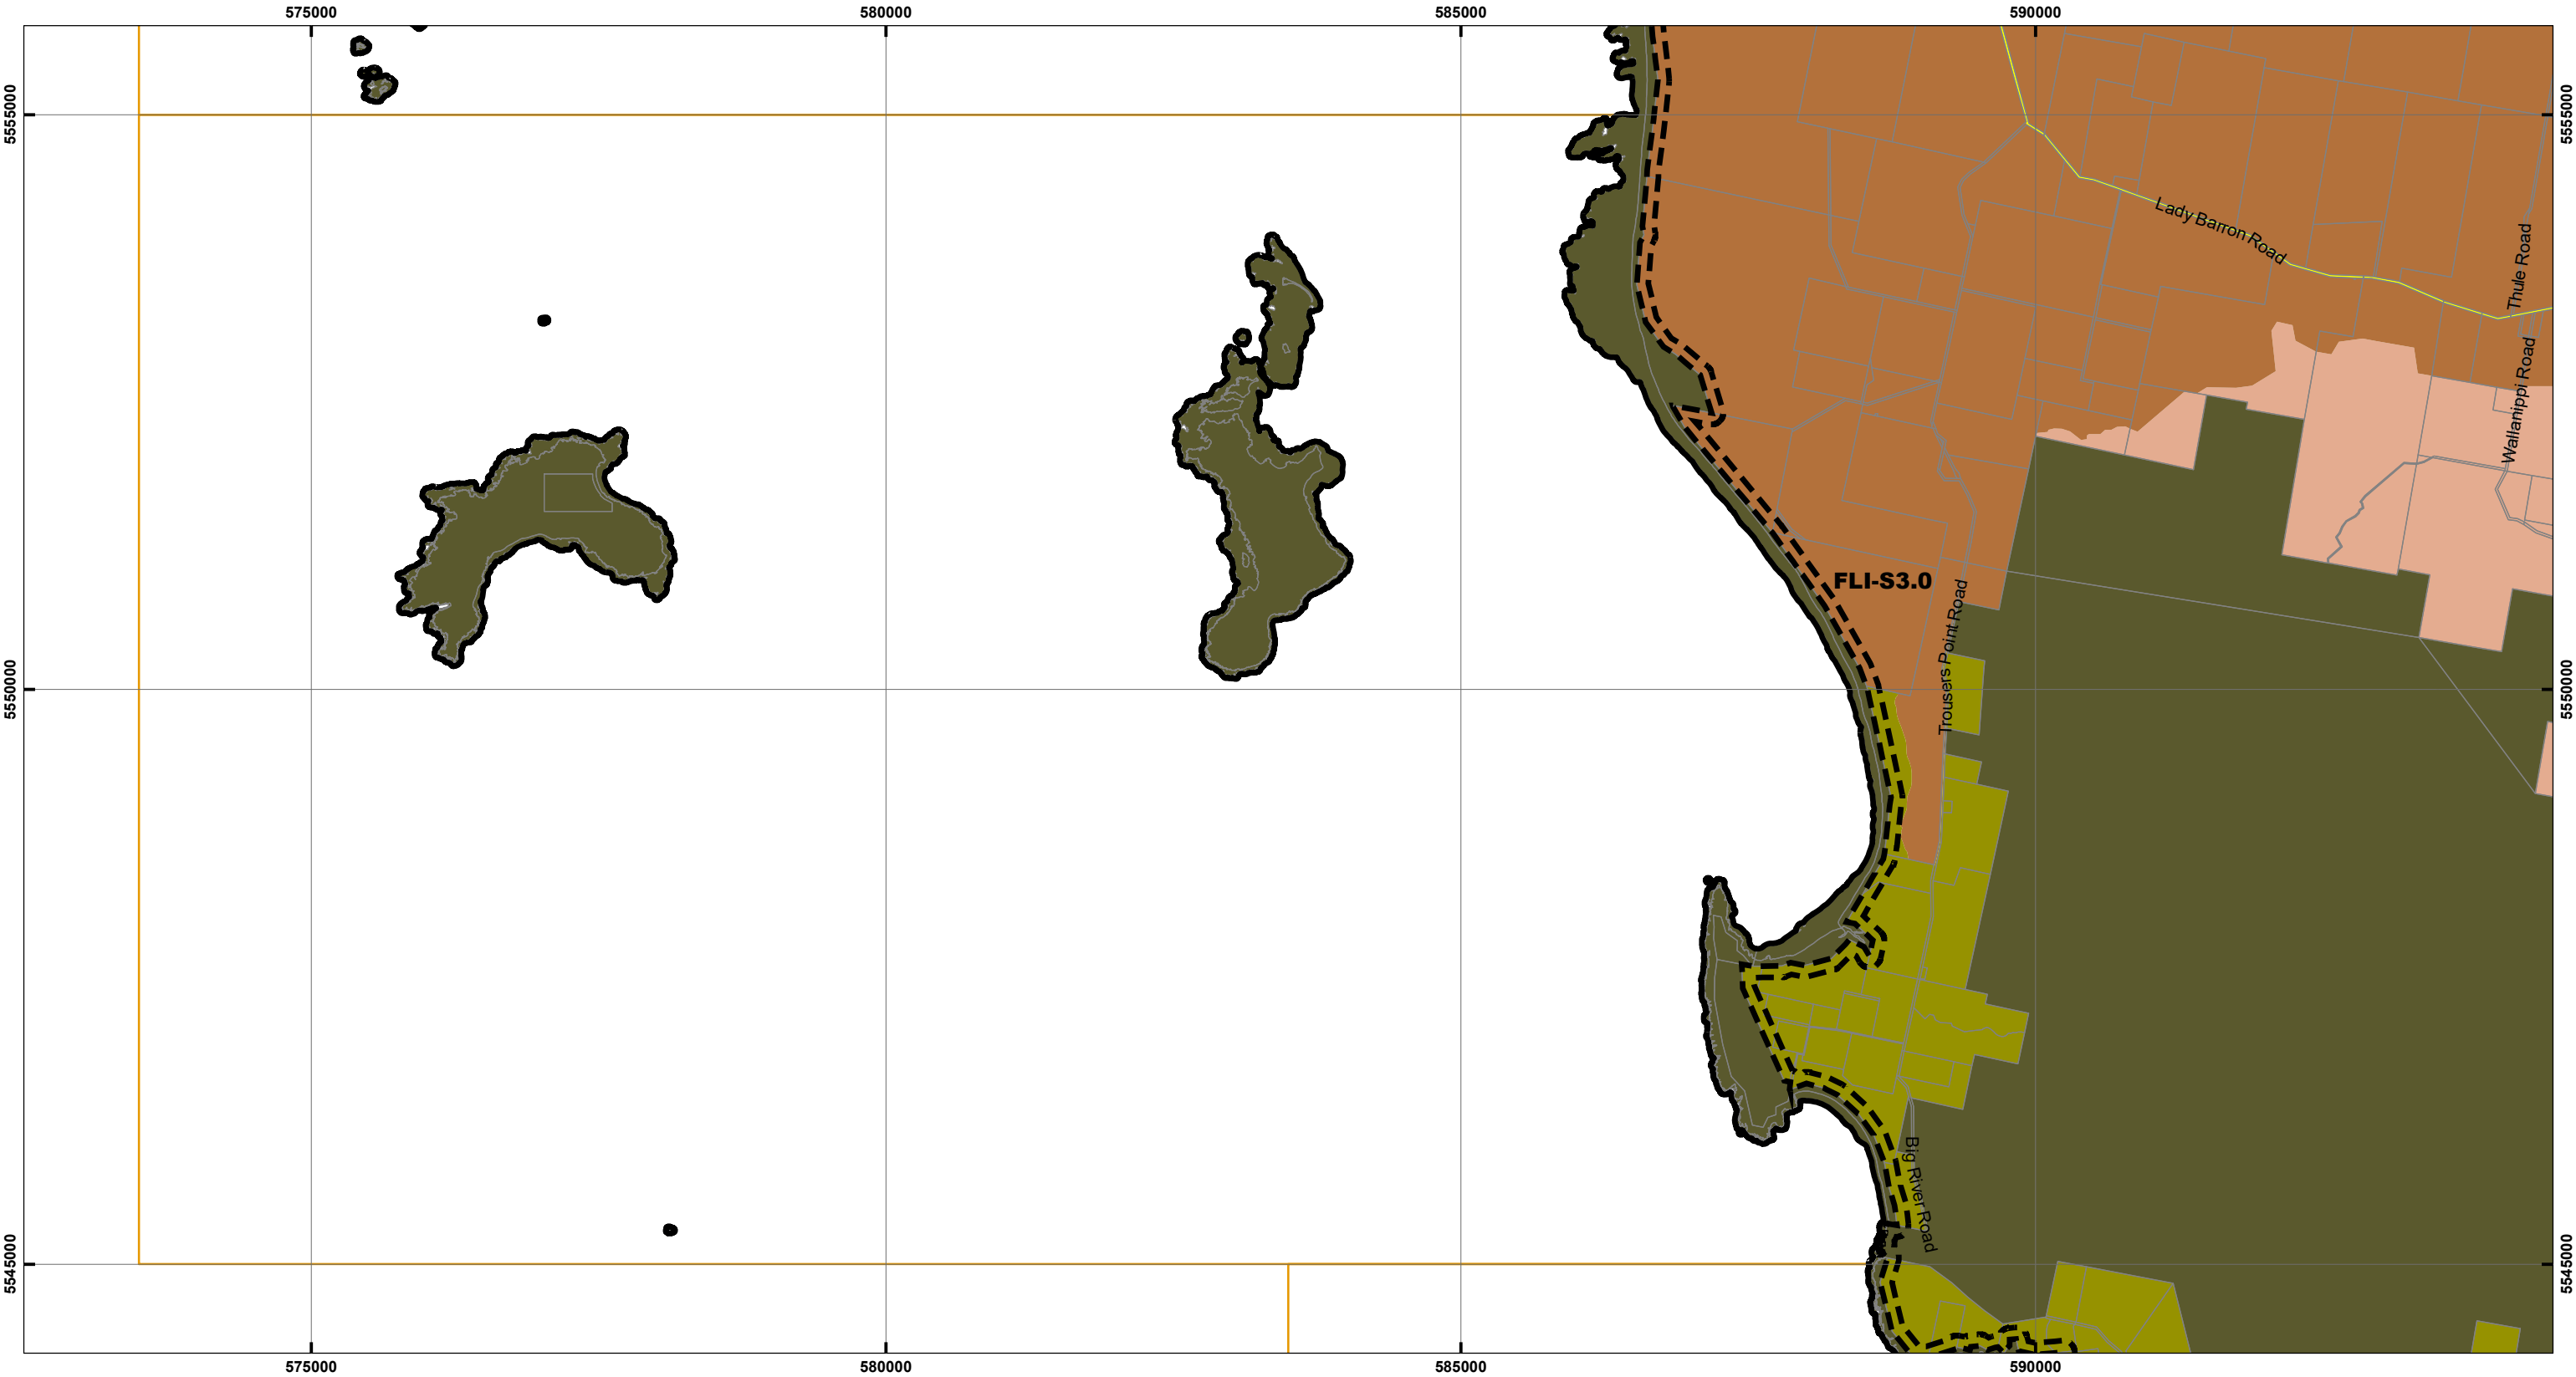 575000 580000 585000 590000
5555000 5555000
Lady Barron Road
Thule Road
Wallanippi Road
FLI-S3.0
Trousers Point Road
5550000 5550000
Big River Road
5545000 5545000
575000 580000 585000 590000